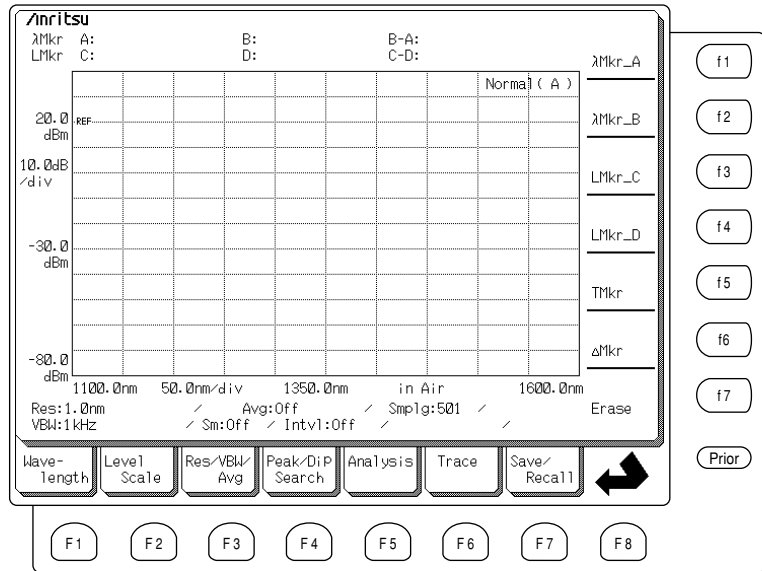 /inritsu
λMkr A: B: B-A:
LMkr C: D: C-D:
Normal( A )
20.0 REF
dBm
10.0dB
/div
-30.0
dBm
-80.0
dBm
1100.0nm 50.0nm/div 1350.0nm in Air 1600.0nm
Res:1.0nm / Avg:Off / Smplg:501 /
VBW:1kHz / Sm:Off / Intvl:Off / /
λMkr_A
λMkr_B
LMkr_C
LMkr_D
TMkr
ΔMkr
Erase
f1
f2
f3
f4
f5
f6
f7
Prior
Wave-
length
Level
Scale
Res/VBW/
Avg
Peak/Dip
Search
Analysis
Trace
Save/
Recall
F1 F2 F3 F4 F5 F6 F7 F8